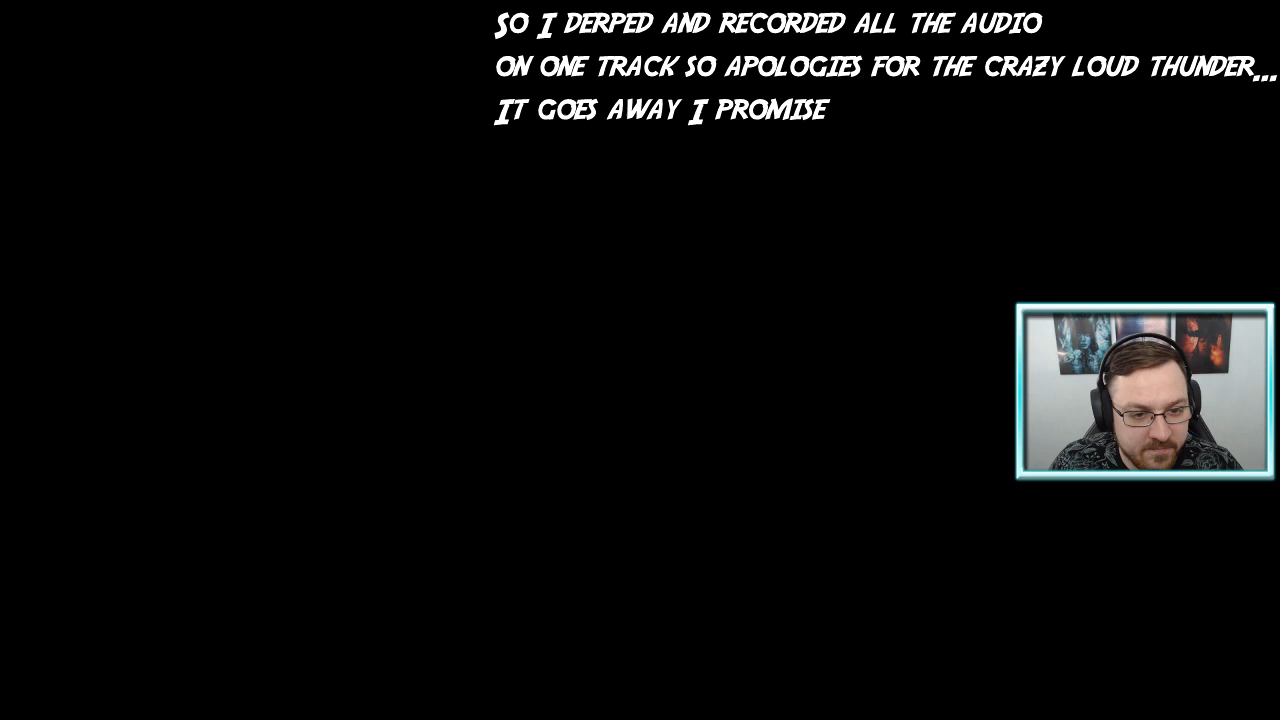 So I derped and recorded all the audio
on one track so apologies for the crazy loud thunder...
It goes away I promise